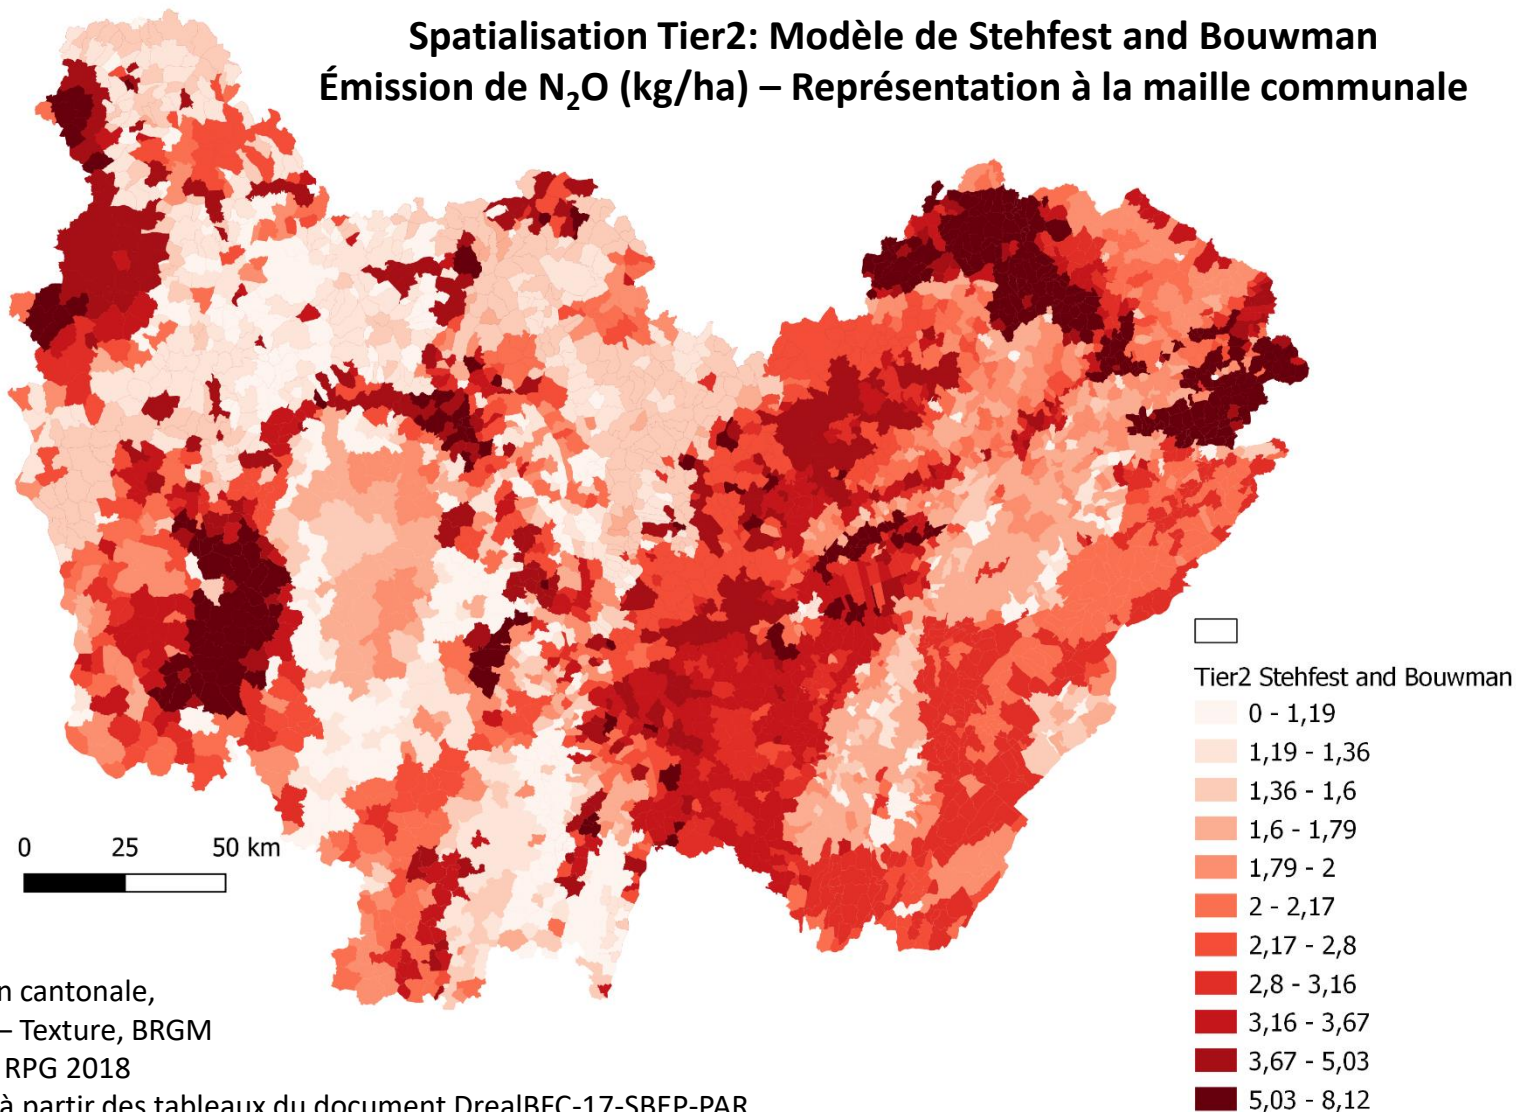 Spatialisation Tier2: Modèle de Stehfest and Bouwman
Émission de N₂O (kg/ha) – Représentation à la maille communale
0 25 50 km
n cantonale,
– Texture, BRGM
RPG 2018
à partir des tableaux du document DrealBFC-17-SBEP-PAR
Tier2 Stehfest and Bouwman
0 - 1,19
1,19 - 1,36
1,36 - 1,6
1,6 - 1,79
1,79 - 2
2 - 2,17
2,17 - 2,8
2,8 - 3,16
3,16 - 3,67
3,67 - 5,03
5,03 - 8,12